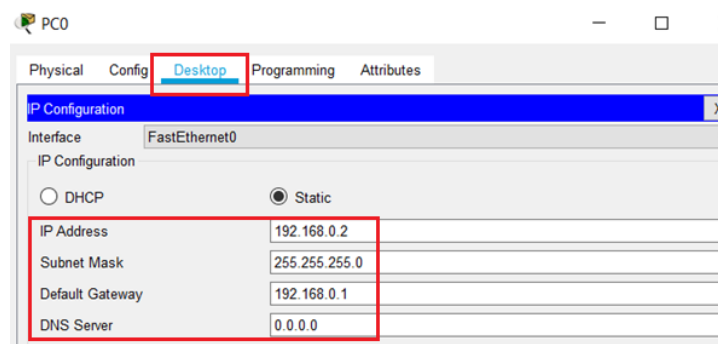 PC0
Physical Config Desktop Programming Attributes
IP Configuration X
Interface FastEthernet0
IP Configuration
DHCP Static
IP Address 192.168.0.2
Subnet Mask 255.255.255.0
Default Gateway 192.168.0.1
DNS Server 0.0.0.0